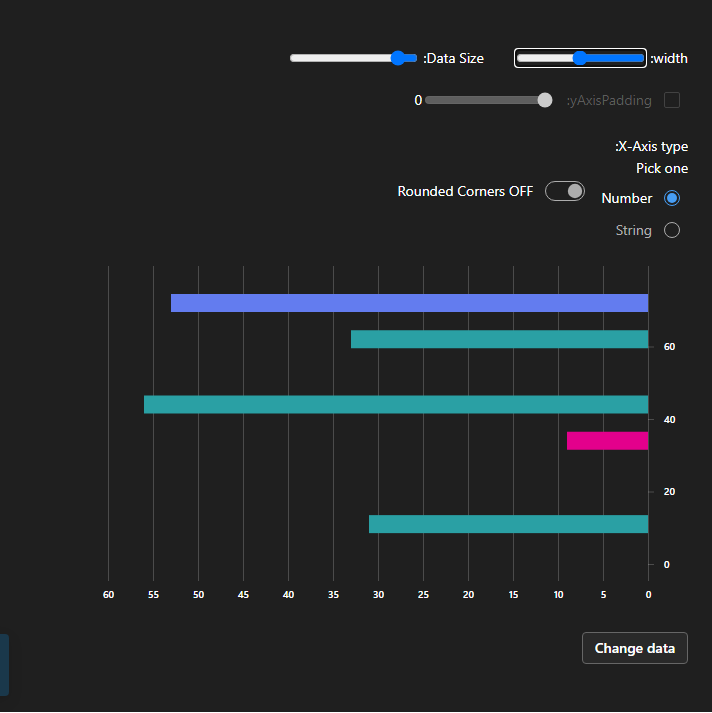 :width
:Data Size
:yAxisPadding
0
:X-Axis type
Pick one
Number
String
Rounded Corners OFF
60
40
20
0
60 55 50 45 40 35 30 25 20 15 10 5 0
Change data